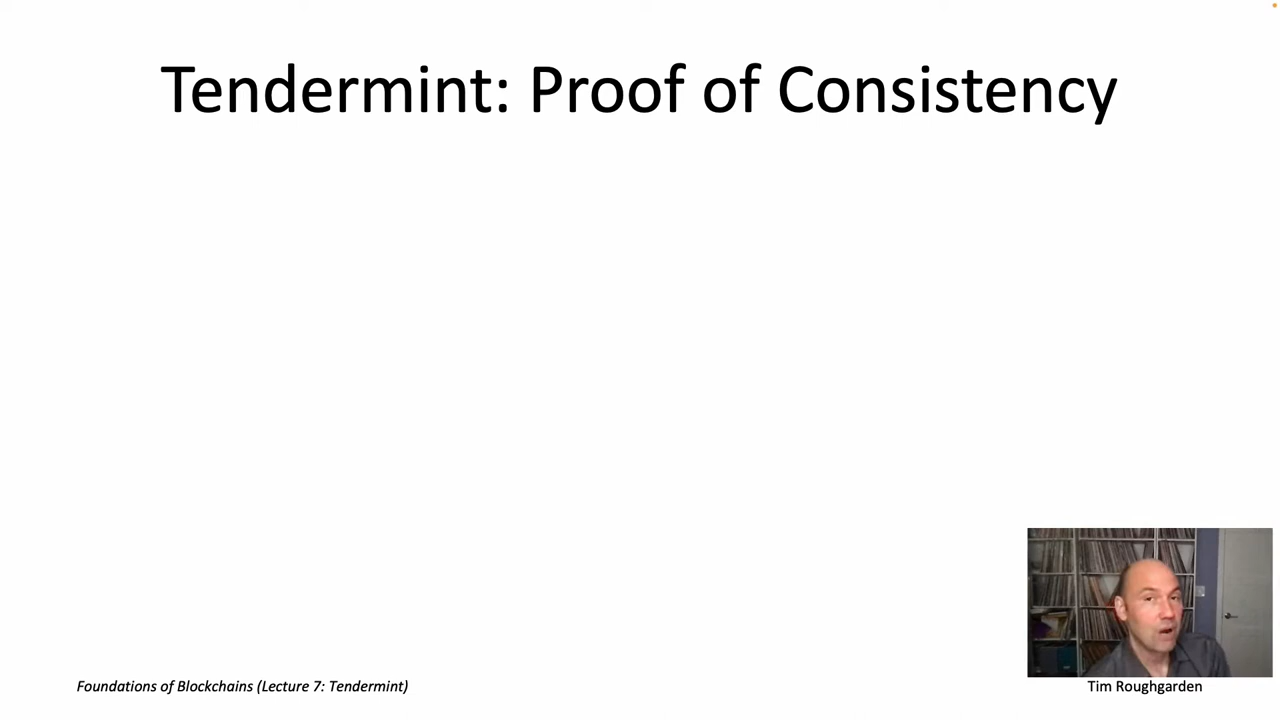 Tendermint: Proof of Consistency
Foundations of Blockchains (Lecture 7: Tendermint)
Tim Roughgarden